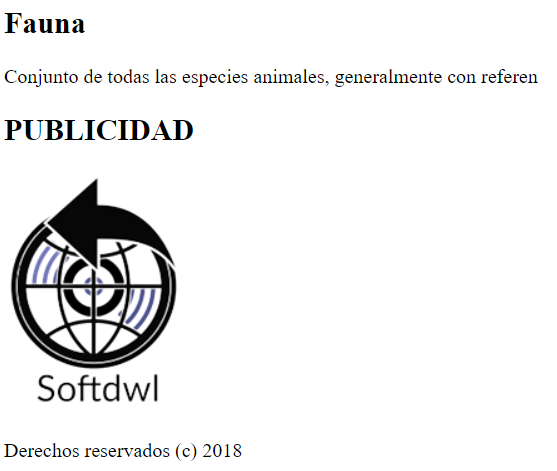 Fauna
Conjunto de todas las especies animales, generalmente con referen
PUBLICIDAD
Softdwl
Derechos reservados (c) 2018